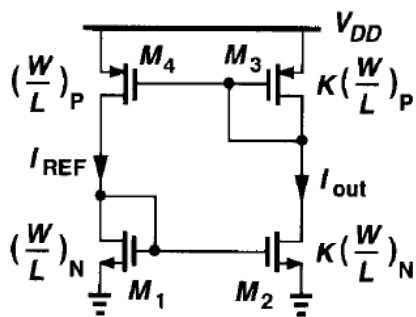 V_DD
(W/L)_P M_4 M_3 K(W/L)_P
I_REF I_out
(W/L)_N M_1 M_2 K(W/L)_N